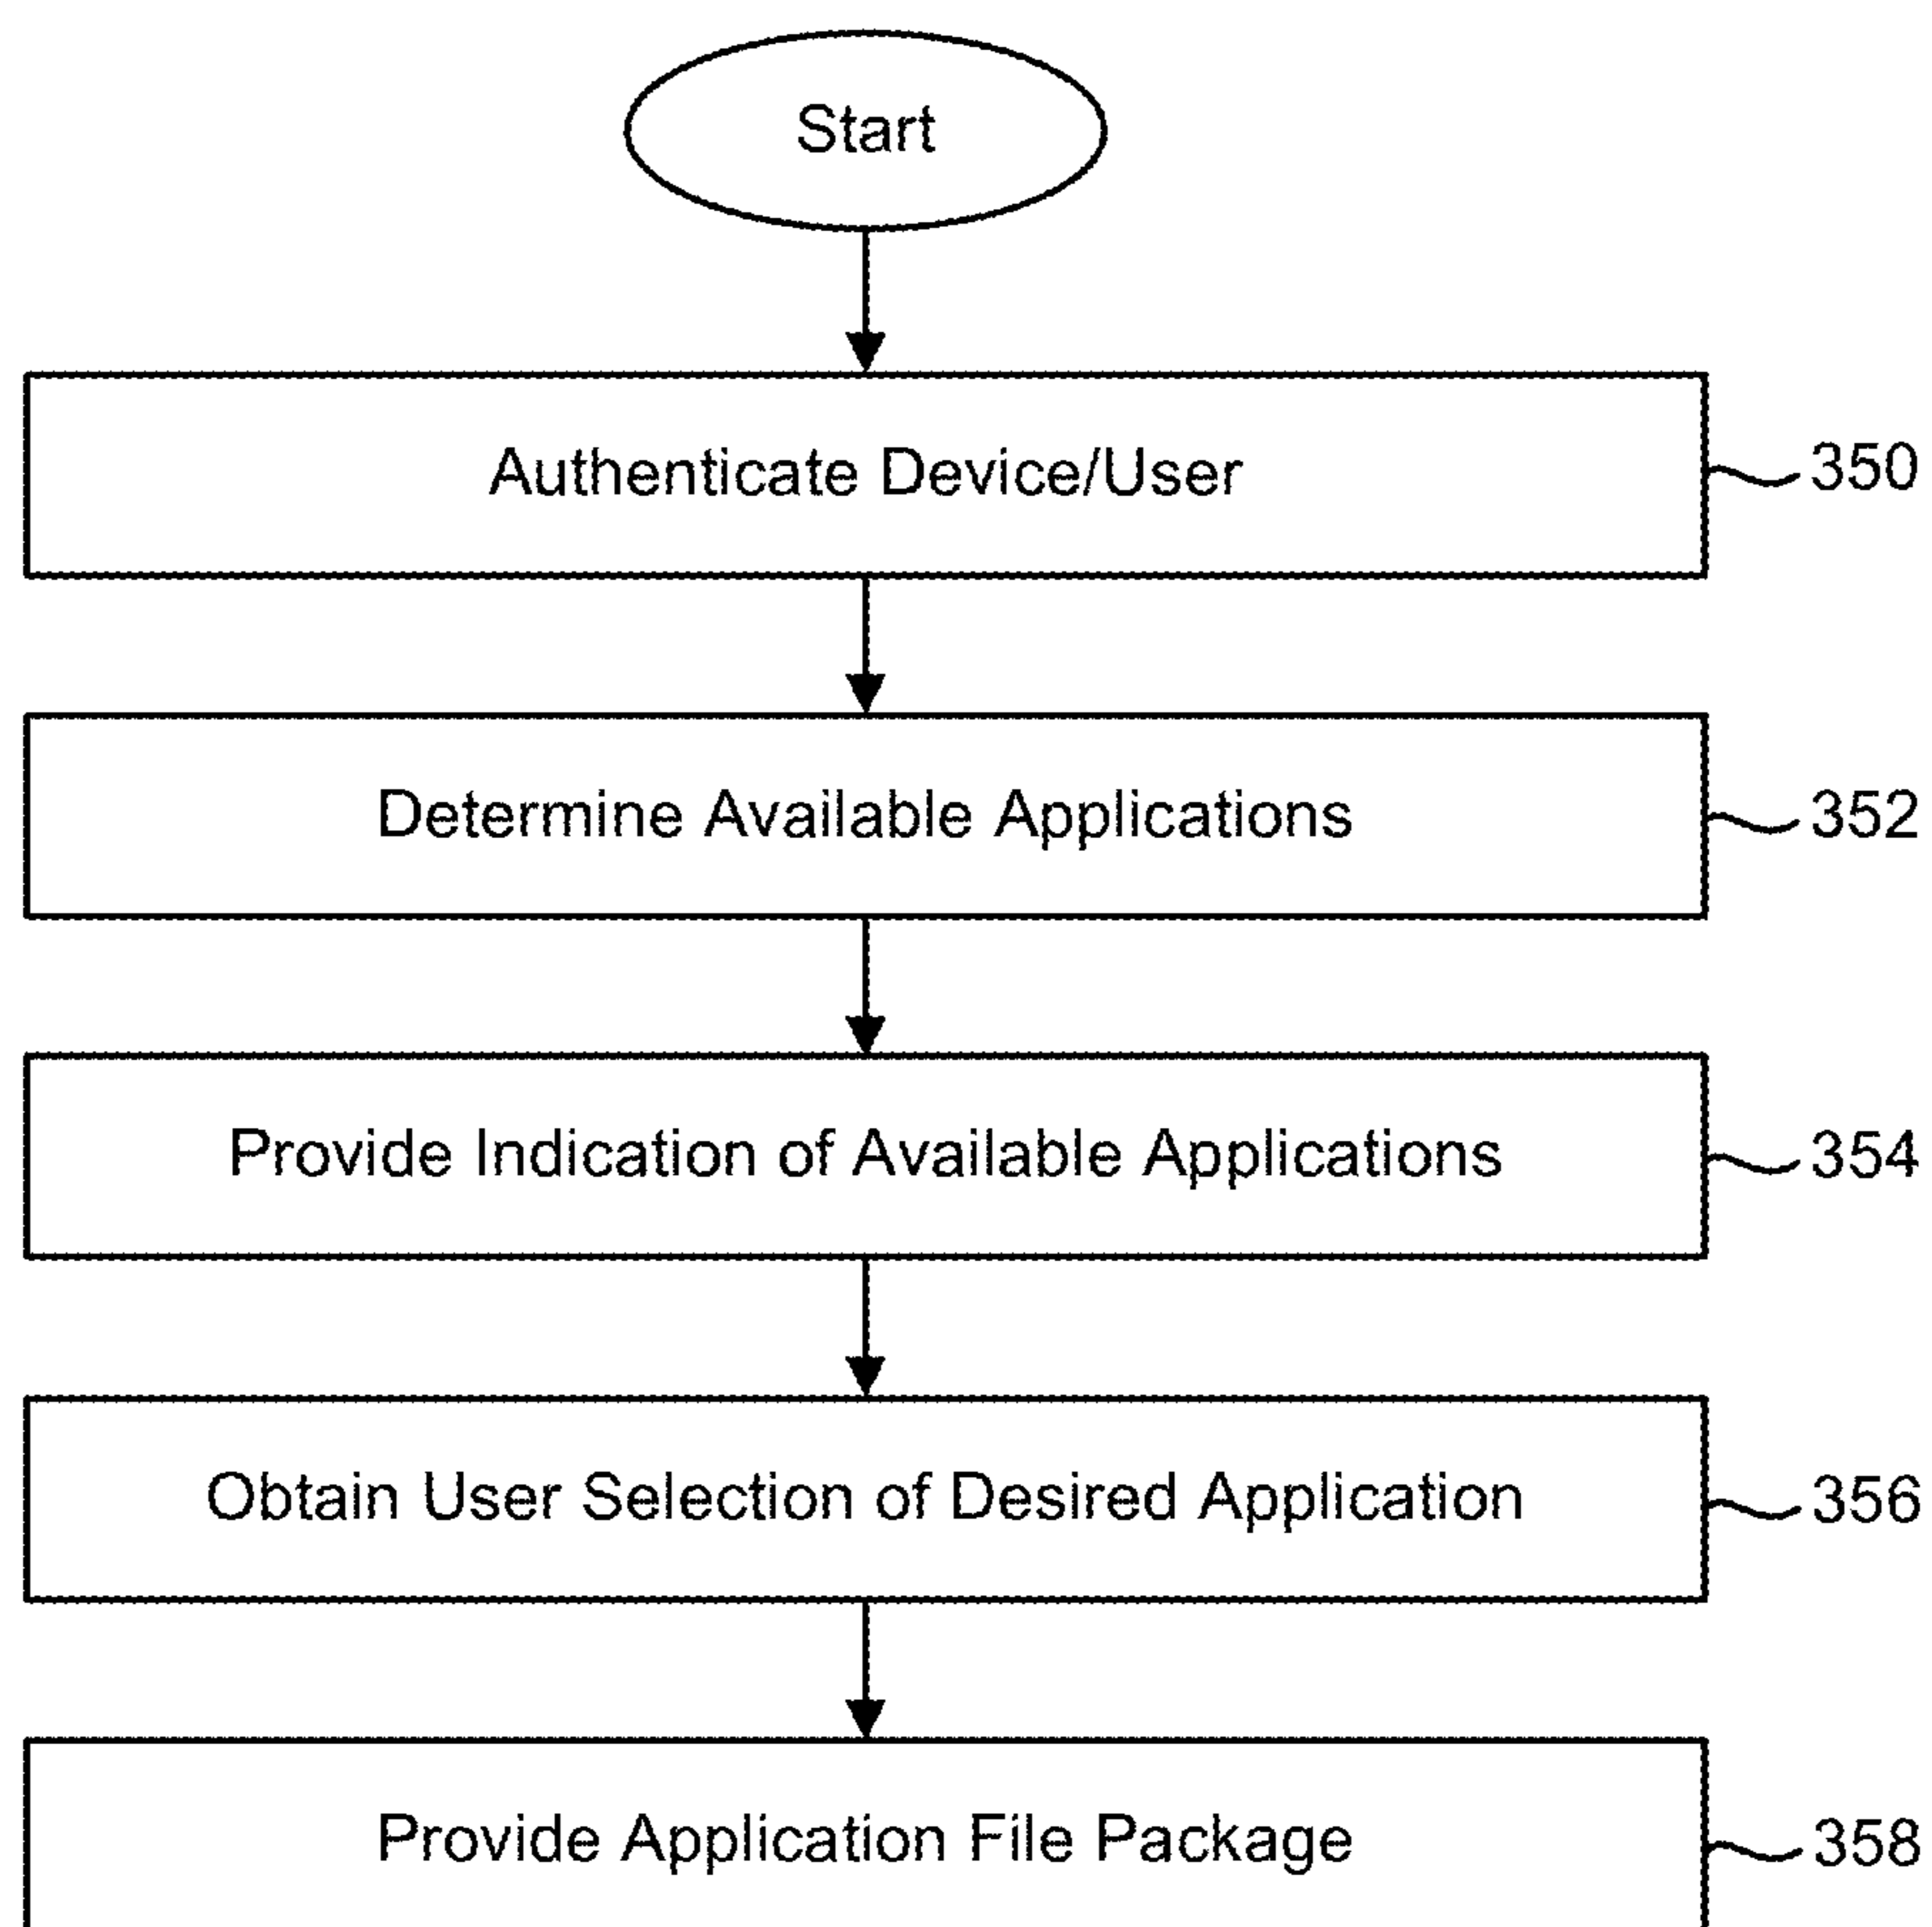 Start
Authenticate Device/User
350
Determine Available Applications
352
Provide Indication of Available Applications
354
Obtain User Selection of Desired Application
356
Provide Application File Package
358